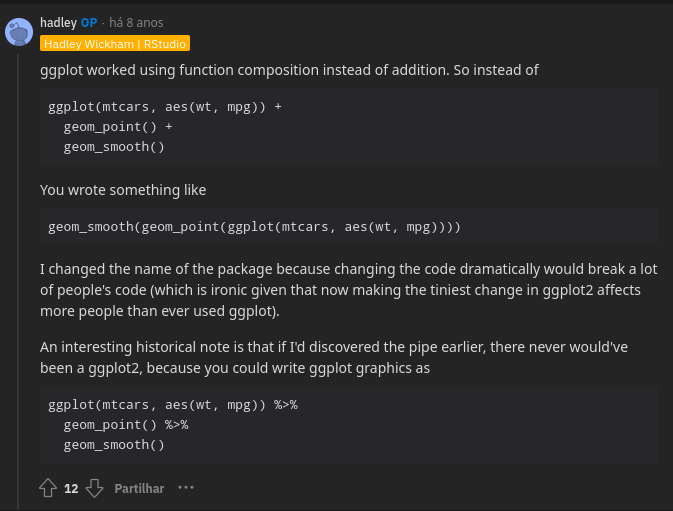 hadley OP · há 8 anos
Hadley Wickham | RStudio
ggplot worked using function composition instead of addition. So instead of
ggplot(mtcars, aes(wt, mpg)) +
  geom_point() +
  geom_smooth()
You wrote something like
geom_smooth(geom_point(ggplot(mtcars, aes(wt, mpg))))
I changed the name of the package because changing the code dramatically would break a lot
of people's code (which is ironic given that now making the tiniest change in ggplot2 affects
more people than ever used ggplot).
An interesting historical note is that if I'd discovered the pipe earlier, there never would've
been a ggplot2, because you could write ggplot graphics as
ggplot(mtcars, aes(wt, mpg)) %>%
  geom_point() %>%
  geom_smooth()
12 Partilhar ···